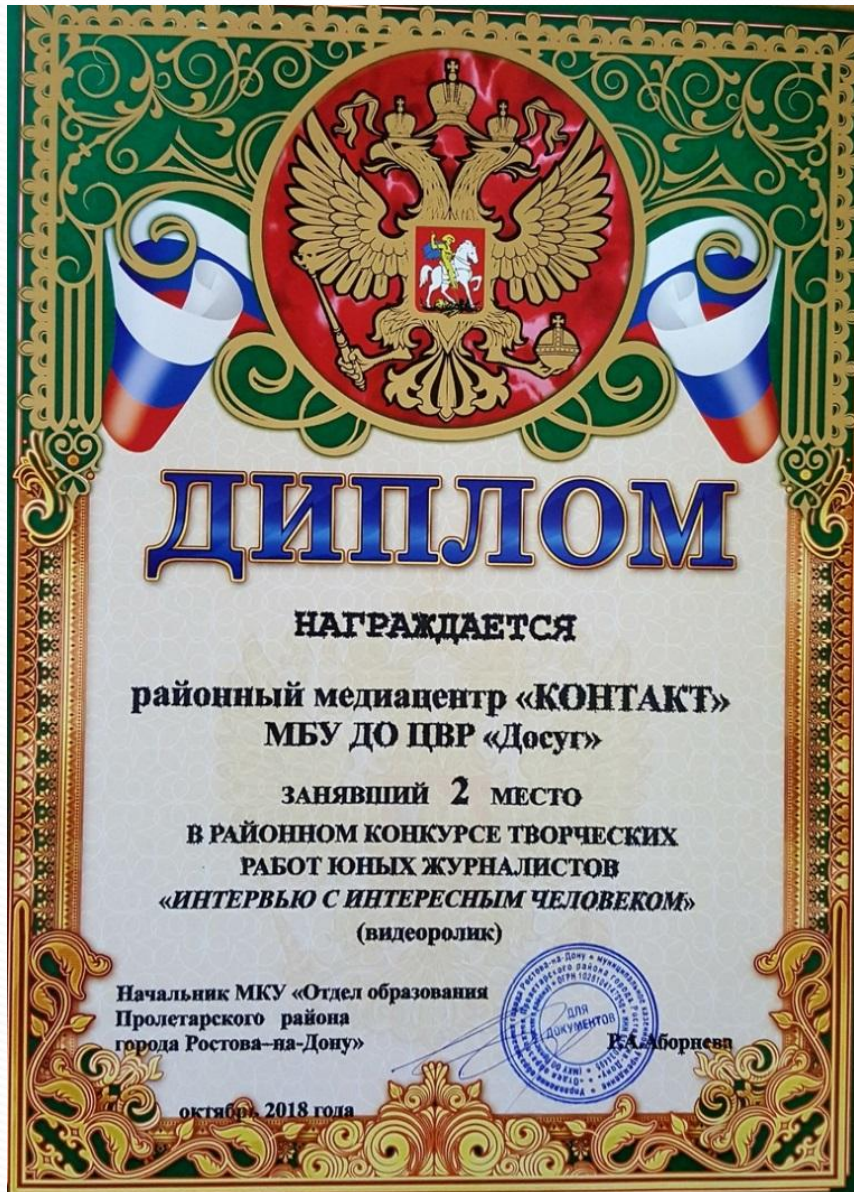 ДИПЛОМ
НАГРАЖДАЕТСЯ
районный медиацентр «КОНТАКТ»
МБУ ДО ЦВР «Досуг»
ЗАНЯВШИЙ 2 МЕСТО
В РАЙОННОМ КОНКУРСЕ ТВОРЧЕСКИХ
РАБОТ ЮНЫХ ЖУРНАЛИСТОВ
«ИНТЕРВЬЮ С ИНТЕРЕСНЫМ ЧЕЛОВЕКОМ»
(видеоролик)
Начальник МКУ «Отдел образования
Пролетарского района
города Ростова–на-Дону» Р.А.Аборнева
ДЛЯ
ДОКУМЕНТОВ
октябрь 2018 года